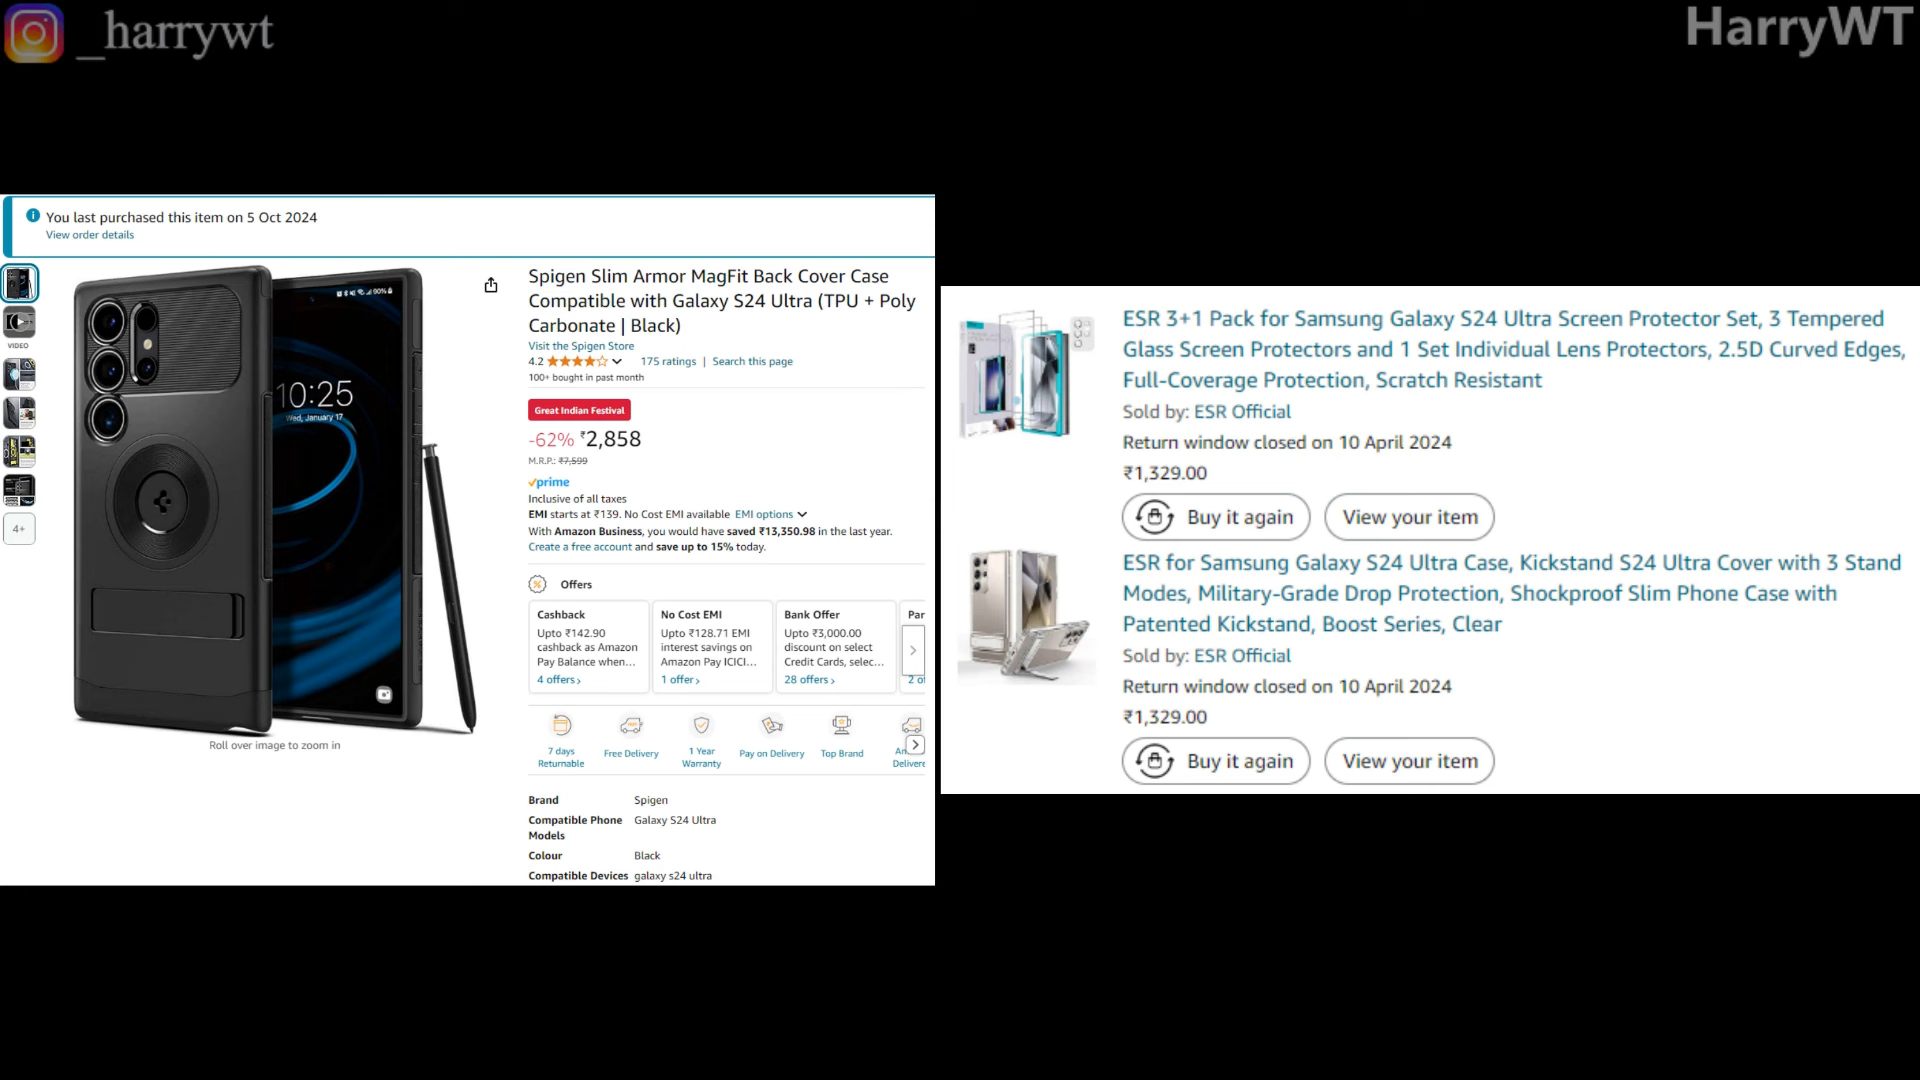 _harrywt
HarryWT
You last purchased this item on 5 Oct 2024
View order details
VIDEO
4+
10:25
Wed, January 17
90%
Roll over image to zoom in
Spigen Slim Armor MagFit Back Cover Case
Compatible with Galaxy S24 Ultra (TPU + Poly
Carbonate | Black)
Visit the Spigen Store
4.2 175 ratings | Search this page
100+ bought in past month
Great Indian Festival
-62% ₹2,858
M.R.P.: ₹7,599
prime
Inclusive of all taxes
EMI starts at ₹139. No Cost EMI available EMI options
With Amazon Business, you would have saved ₹13,350.98 in the last year.
Create a free account and save up to 15% today.
Offers
Cashback
Upto ₹142.90
cashback as Amazon
Pay Balance when...
4 offers>
No Cost EMI
Upto ₹128.71 EMI
interest savings on
Amazon Pay ICICI...
1 offer>
Bank Offer
Upto ₹3,000.00
discount on select
Credit Cards, selec...
28 offers>
Par
2 of
7 days
Returnable
Free Delivery
1 Year
Warranty
Pay on Delivery
Top Brand
Am
Delivere
Brand Spigen
Compatible Phone Galaxy S24 Ultra
Models
Colour Black
Compatible Devices galaxy s24 ultra
ESR 3+1 Pack for Samsung Galaxy S24 Ultra Screen Protector Set, 3 Tempered
Glass Screen Protectors and 1 Set Individual Lens Protectors, 2.5D Curved Edges,
Full-Coverage Protection, Scratch Resistant
Sold by: ESR Official
Return window closed on 10 April 2024
₹1,329.00
Buy it again View your item
ESR for Samsung Galaxy S24 Ultra Case, Kickstand S24 Ultra Cover with 3 Stand
Modes, Military-Grade Drop Protection, Shockproof Slim Phone Case with
Patented Kickstand, Boost Series, Clear
Sold by: ESR Official
Return window closed on 10 April 2024
₹1,329.00
Buy it again View your item